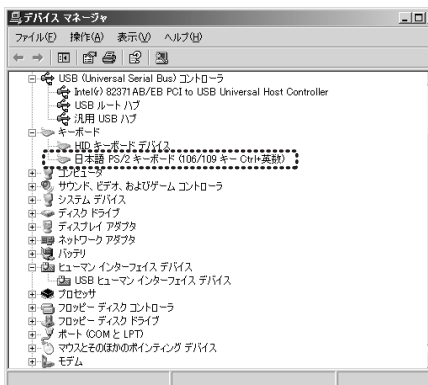 デバイス マネージャ
ファイル(F) 操作(A) 表示(V) ヘルプ(H)
USB (Universal Serial Bus) コントローラ
Intel(r) 82371AB/EB PCI to USB Universal Host Controller
USB ルート ハブ
汎用 USB ハブ
キーボード
HID キーボード デバイス
日本語 PS/2 キーボード (106/109 キー Ctrl+英数)
コンピュータ
サウンド、ビデオ、およびゲーム コントローラ
システム デバイス
ディスク ドライブ
ディスプレイ アダプタ
ネットワーク アダプタ
バッテリ
ヒューマン インターフェイス デバイス
USB ヒューマン インターフェイス デバイス
プロセッサ
フロッピー ディスク コントローラ
フロッピー ディスク ドライブ
ポート (COM と LPT)
マウスとそのほかのポインティング デバイス
モデム